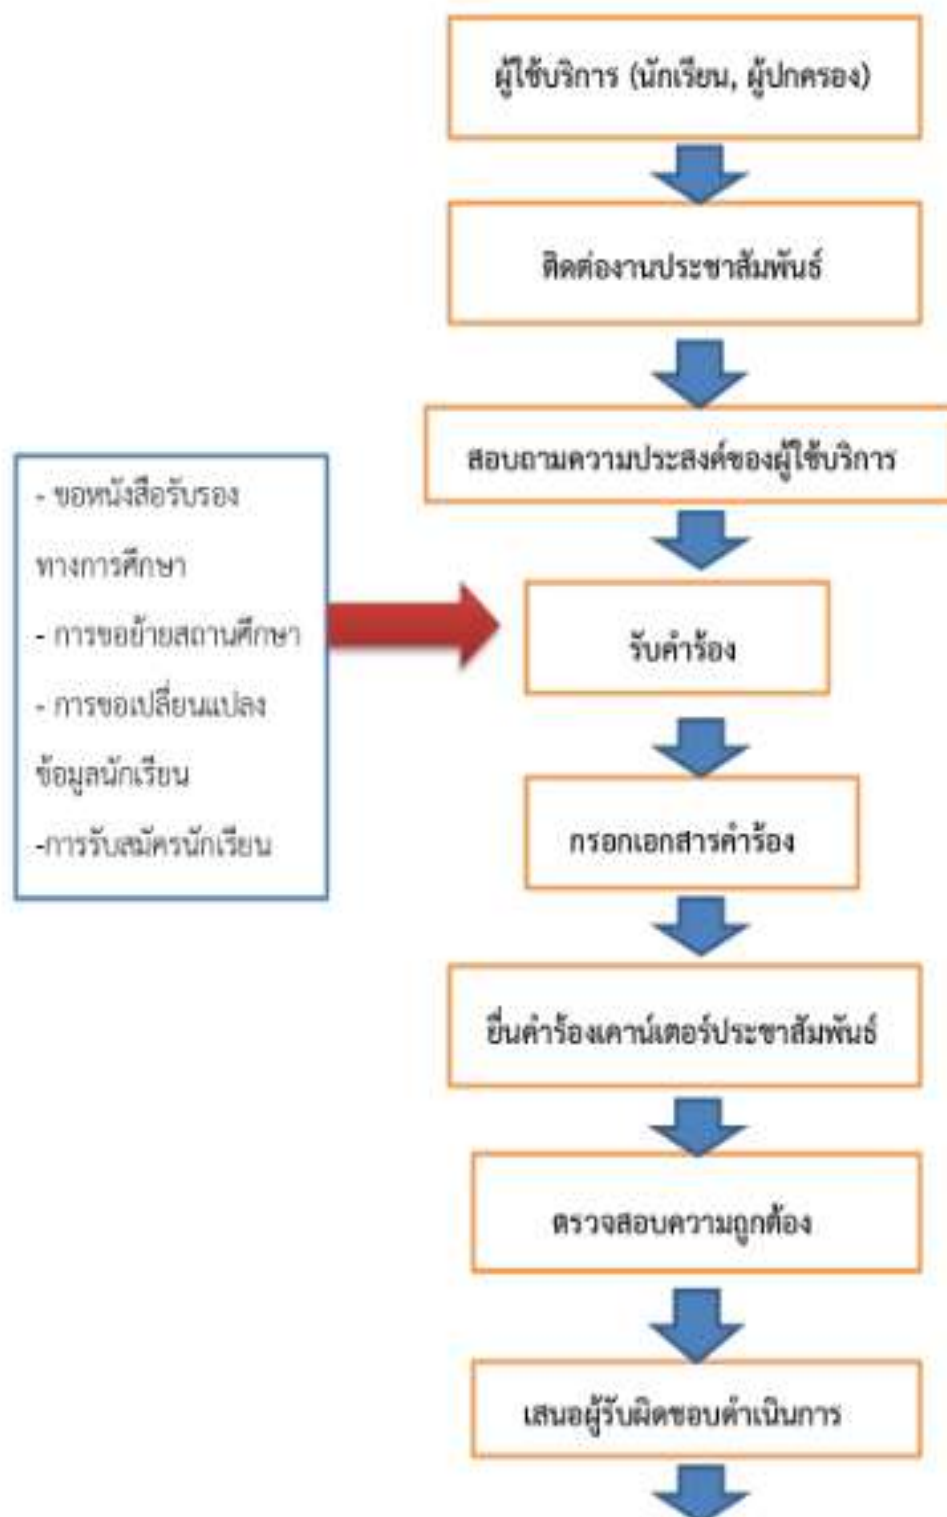 ผู้ใช้บริการ (นักเรียน, ผู้ปกครอง)
ติดต่องานประชาสัมพันธ์
สอบถามความประสงค์ของผู้ใช้บริการ
- ขอหนังสือรับรอง
ทางการศึกษา
- การขอย้ายสถานศึกษา
- การขอเปลี่ยนแปลง
ข้อมูลนักเรียน
-การรับสมัครนักเรียน
รับคำร้อง
กรอกเอกสารคำร้อง
ยื่นคำร้องเคาน์เตอร์ประชาสัมพันธ์
ตรวจสอบความถูกต้อง
เสนอผู้รับผิดชอบดำเนินการ